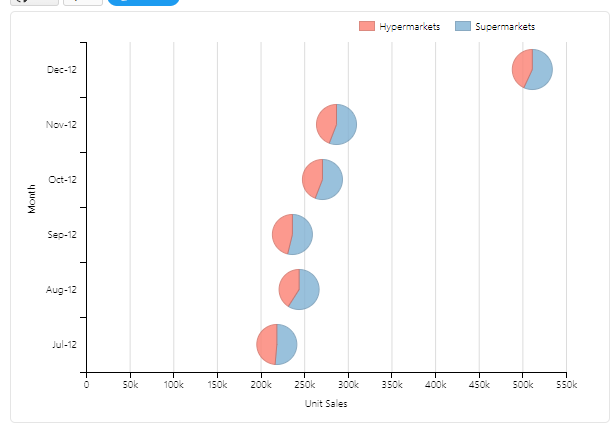 Hypermarkets Supermarkets
Dec-12
Nov-12
Oct-12
Month
Sep-12
Aug-12
Jul-12
0 50k 100k 150k 200k 250k 300k 350k 400k 450k 500k 550k
Unit Sales